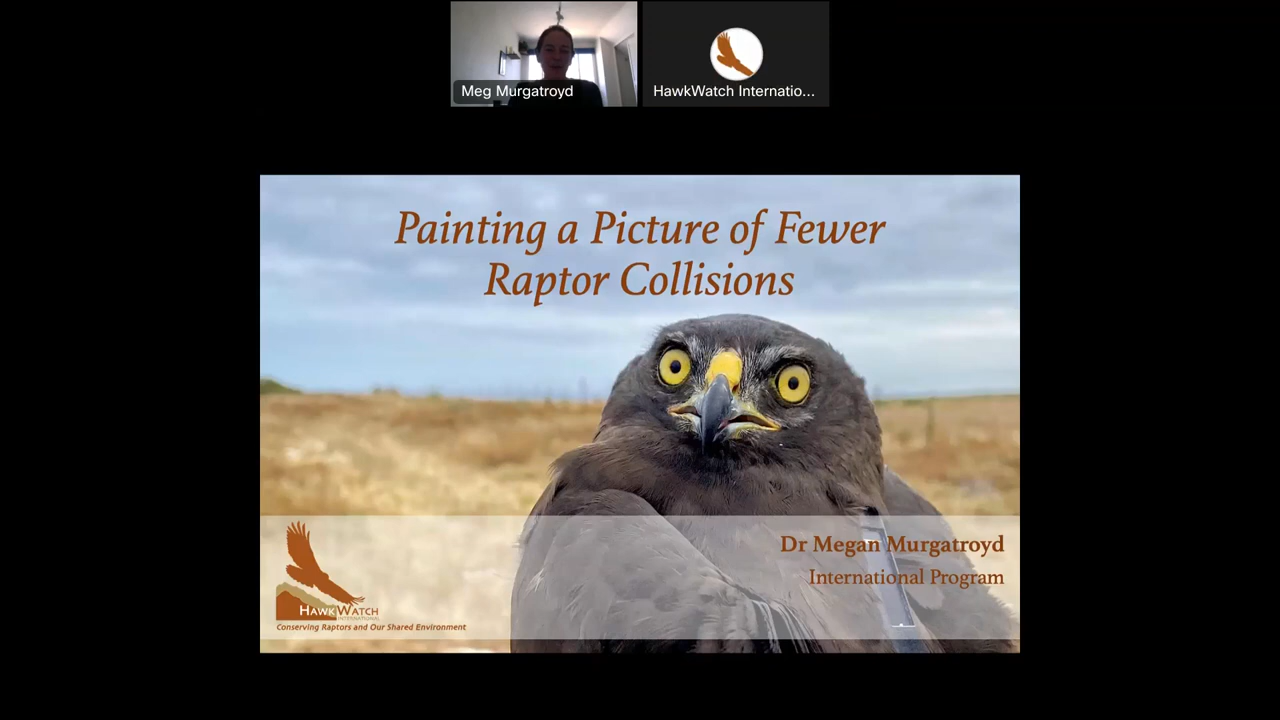 Meg Murgatroyd
HawkWatch Internatio...
Painting a Picture of Fewer
Raptor Collisions
Dr Megan Murgatroyd
International Program
HAWKWATCH
INTERNATIONAL
Conserving Raptors and Our Shared Environment